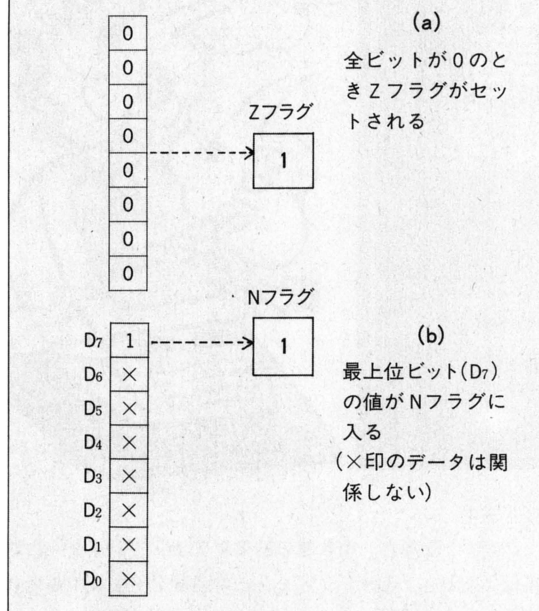 0
0
0
0
0
0
0
0
Zフラグ
1
(a)
全ビットが0のと
きZフラグがセッ
トされる
Nフラグ
1
D7 1
D6 ×
D5 ×
D4 ×
D3 ×
D2 ×
D1 ×
D0 ×
(b)
最上位ビット(D7)
の値がNフラグに
入る
(×印のデータは関
係しない)